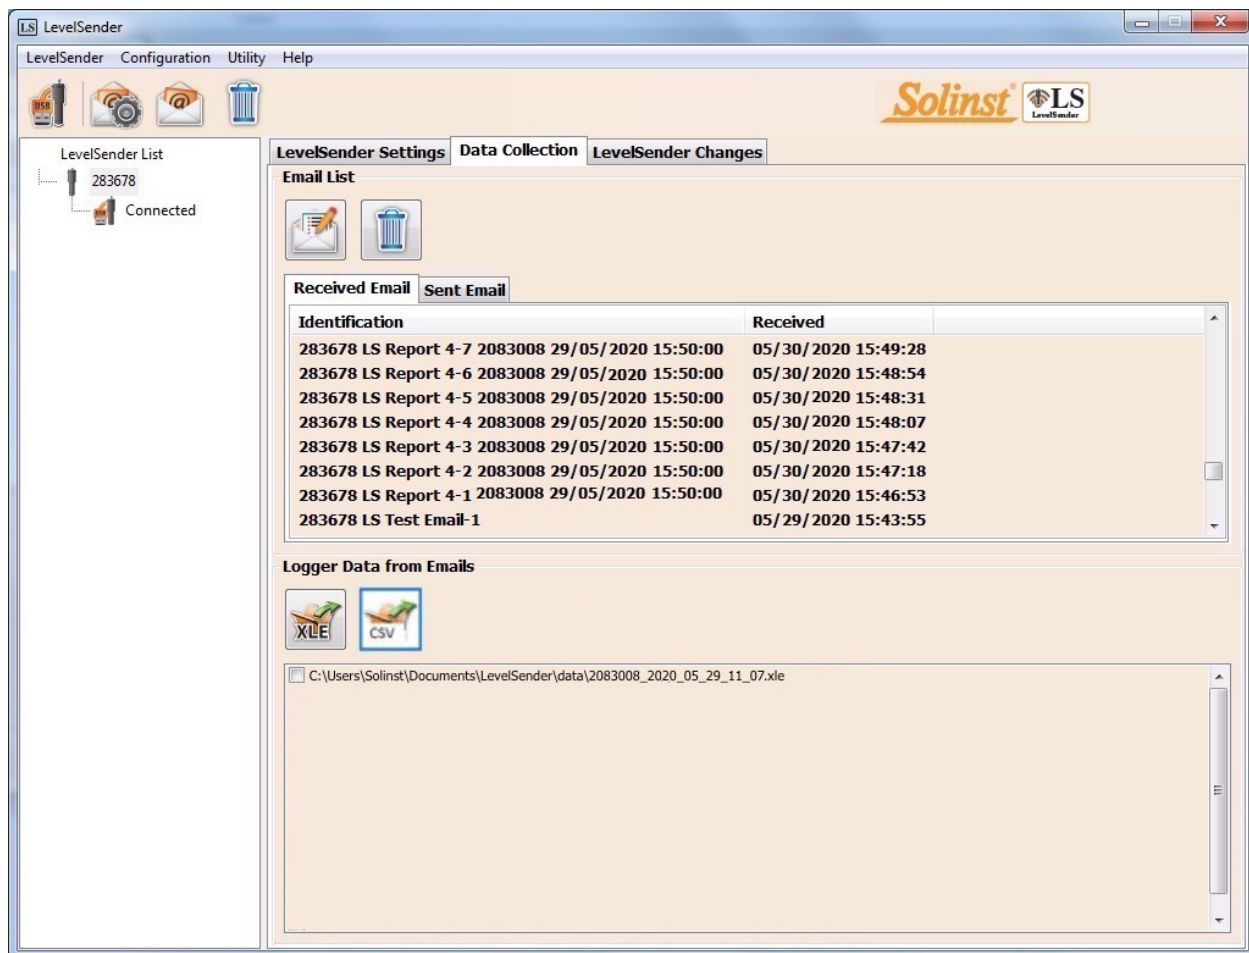 LS LevelSender
LevelSender Configuration Utility Help
USB @ Solinst LS
LevelSender
LevelSender List
283678
USB Connected
LevelSender Settings Data Collection LevelSender Changes
Email List
Received Email Sent Email
Identification Received
283678 LS Report 4-7 2083008 29/05/2020 15:50:00 05/30/2020 15:49:28
283678 LS Report 4-6 2083008 29/05/2020 15:50:00 05/30/2020 15:48:54
283678 LS Report 4-5 2083008 29/05/2020 15:50:00 05/30/2020 15:48:31
283678 LS Report 4-4 2083008 29/05/2020 15:50:00 05/30/2020 15:48:07
283678 LS Report 4-3 2083008 29/05/2020 15:50:00 05/30/2020 15:47:42
283678 LS Report 4-2 2083008 29/05/2020 15:50:00 05/30/2020 15:47:18
283678 LS Report 4-1 2083008 29/05/2020 15:50:00 05/30/2020 15:46:53
283678 LS Test Email-1 05/29/2020 15:43:55
Logger Data from Emails
XLE CSV
C:\Users\Solinst\Documents\LevelSender\data\2083008_2020_05_29_11_07.xle